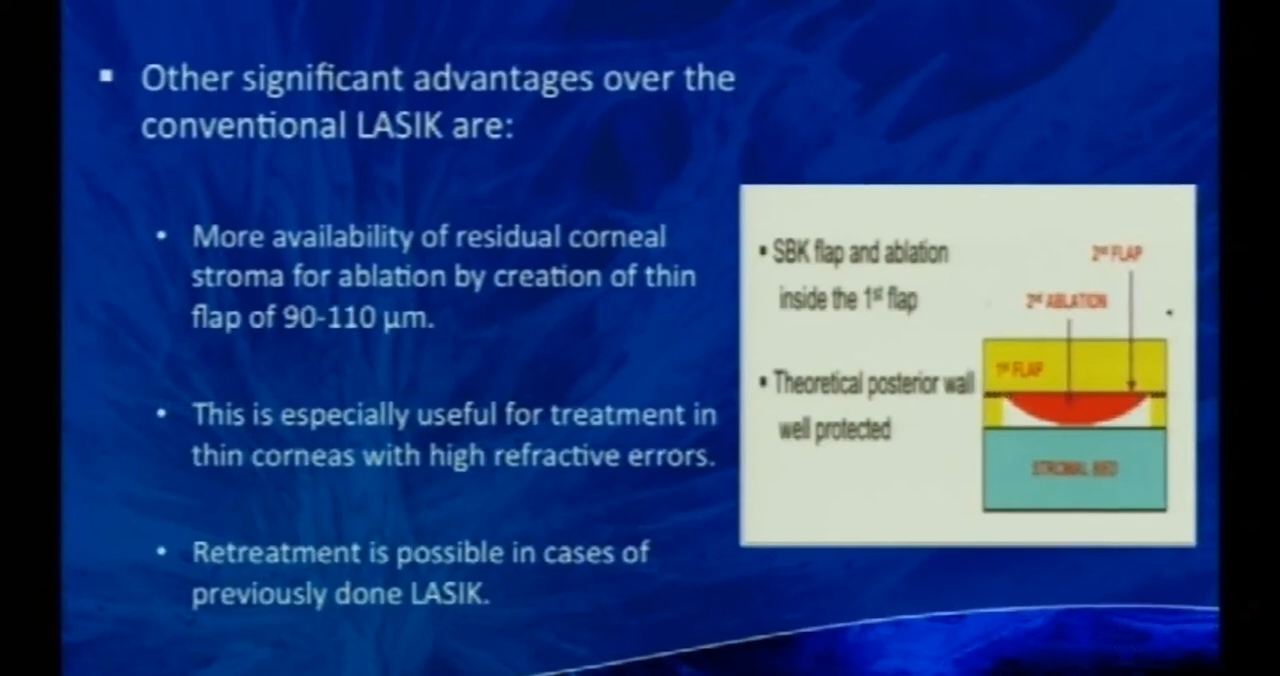 ▪ Other significant advantages over the
conventional LASIK are:
• More availability of residual corneal
stroma for ablation by creation of thin
flap of 90-110 μm.
• This is especially useful for treatment in
thin corneas with high refractive errors.
• Retreatment is possible in cases of
previously done LASIK.
▪ SBK flap and ablation
inside the 1st flap
▪ Theoretical posterior wall
well protected
FLAP
ABLATION
1st FLAP
STROMAL BED